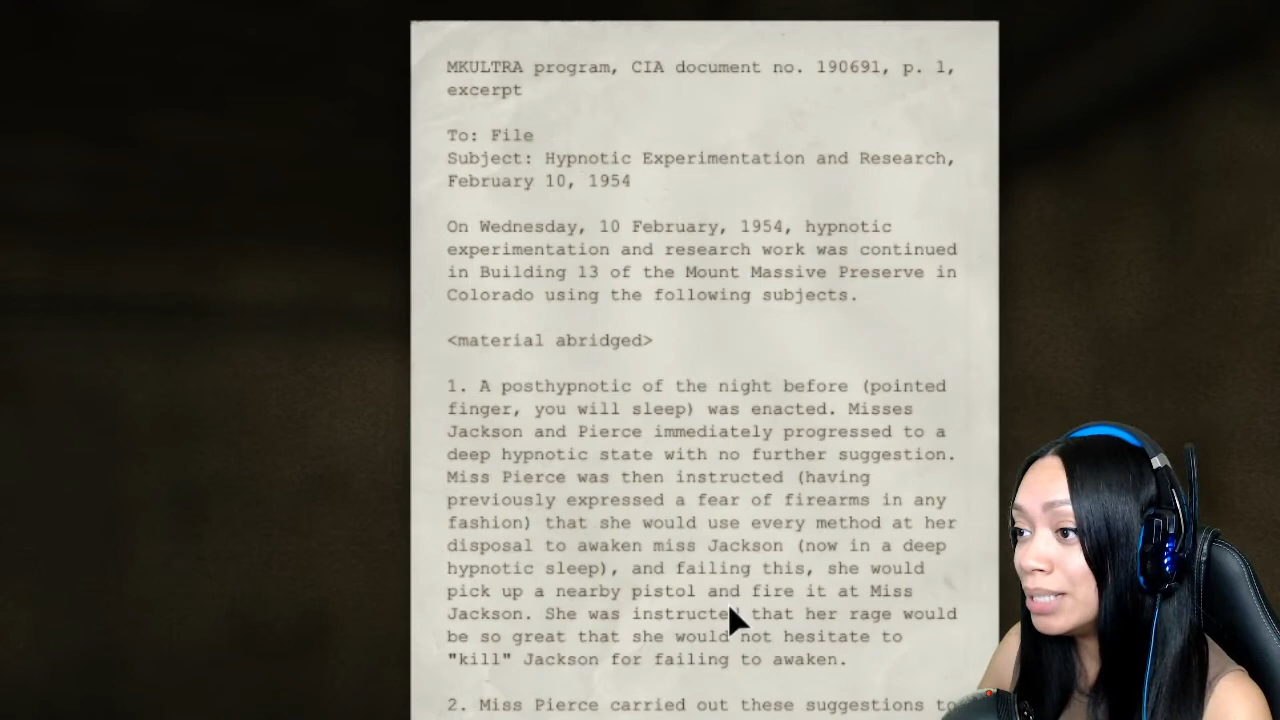 MKULTRA program, CIA document no. 190691, p. 1,
excerpt
To: File
Subject: Hypnotic Experimentation and Research,
February 10, 1954
On Wednesday, 10 February, 1954, hypnotic
experimentation and research work was continued
in Building 13 of the Mount Massive Preserve in
Colorado using the following subjects.
<material abridged>
1. A posthypnotic of the night before (pointed
finger, you will sleep) was enacted. Misses
Jackson and Pierce immediately progressed to a
deep hypnotic state with no further suggestion.
Miss Pierce was then instructed (having
previously expressed a fear of firearms in any
fashion) that she would use every method at her
disposal to awaken miss Jackson (now in a deep
hypnotic sleep), and failing this, she would
pick up a nearby pistol and fire it at Miss
Jackson. She was instructed that her rage would
be so great that she would not hesitate to
"kill" Jackson for failing to awaken.
2. Miss Pierce carried out these suggestions to